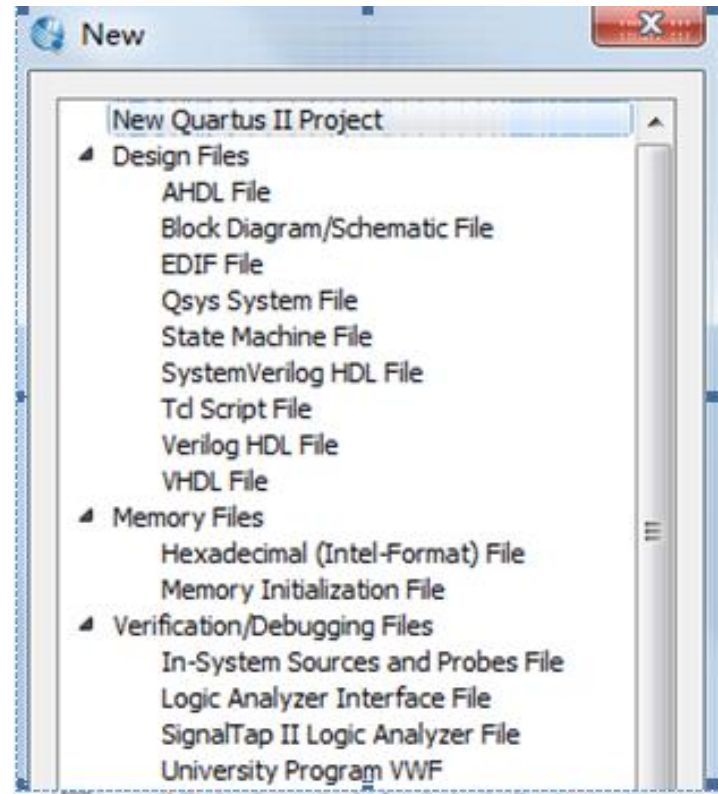 New
New Quartus II Project
Design Files
AHDL File
Block Diagram/Schematic File
EDIF File
Qsys System File
State Machine File
SystemVerilog HDL File
Tcl Script File
Verilog HDL File
VHDL File
Memory Files
Hexadecimal (Intel-Format) File
Memory Initialization File
Verification/Debugging Files
In-System Sources and Probes File
Logic Analyzer Interface File
SignalTap II Logic Analyzer File
University Program VWF